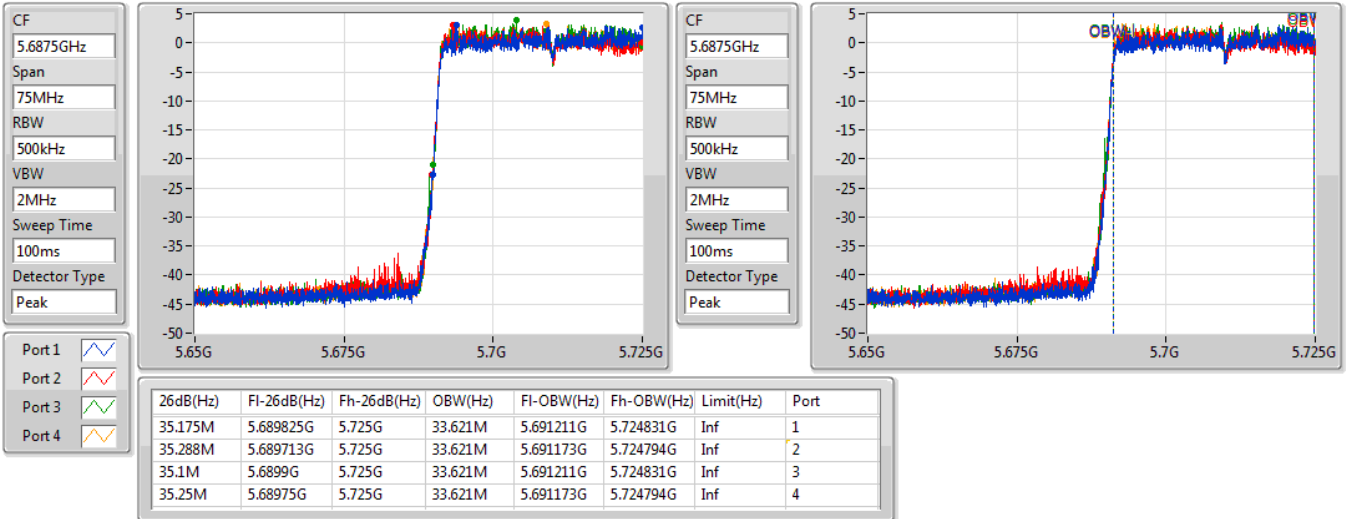 CF
5.6875GHz
Span
75MHz
RBW
500kHz
VBW
2MHz
Sweep Time
100ms
Detector Type
Peak
5
0
-5
-10
-15
-20
-25
-30
-35
-40
-45
-50
5.65G 5.675G 5.7G 5.725G
CF
5.6875GHz
Span
75MHz
RBW
500kHz
VBW
2MHz
Sweep Time
100ms
Detector Type
Peak
5
0
-5
-10
-15
-20
-25
-30
-35
-40
-45
-50
OBW
5.65G 5.675G 5.7G 5.725G
Port 1
Port 2
Port 3
Port 4
26dB(Hz) Fl-26dB(Hz) Fh-26dB(Hz) OBW(Hz) Fl-OBW(Hz) Fh-OBW(Hz) Limit(Hz) Port
35.175M 5.689825G 5.725G 33.621M 5.691211G 5.724831G Inf 1
35.288M 5.689713G 5.725G 33.621M 5.691173G 5.724794G Inf 2
35.1M 5.6899G 5.725G 33.621M 5.691211G 5.724831G Inf 3
35.25M 5.68975G 5.725G 33.621M 5.691173G 5.724794G Inf 4